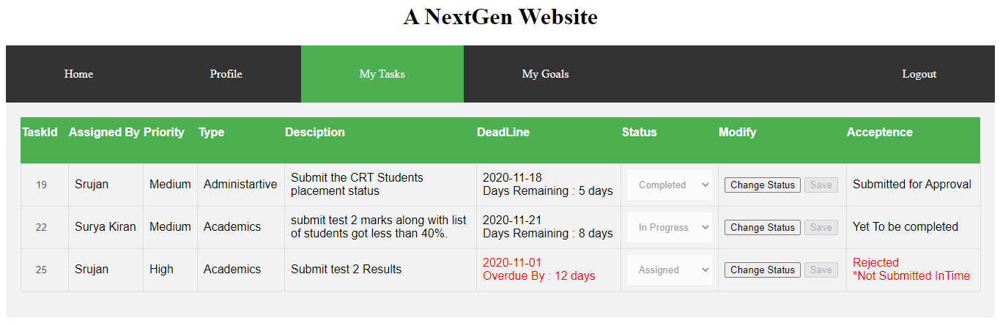 A NextGen Website
Home Profile My Tasks My Goals Logout
TaskId Assigned By Priority Type Desciption DeadLine Status Modify Acceptence
19 Srujan Medium Administartive Submit the CRT Students placement status 2020-11-18 Days Remaining : 5 days Completed Change Status Save Submitted for Approval
22 Surya Kiran Medium Academics submit test 2 marks along with list of students got less than 40%. 2020-11-21 Days Remaining : 8 days In Progress Change Status Save Yet To be completed
25 Srujan High Academics Submit test 2 Results 2020-11-01 Overdue By : 12 days Assigned Change Status Save Rejected *Not Submitted InTime